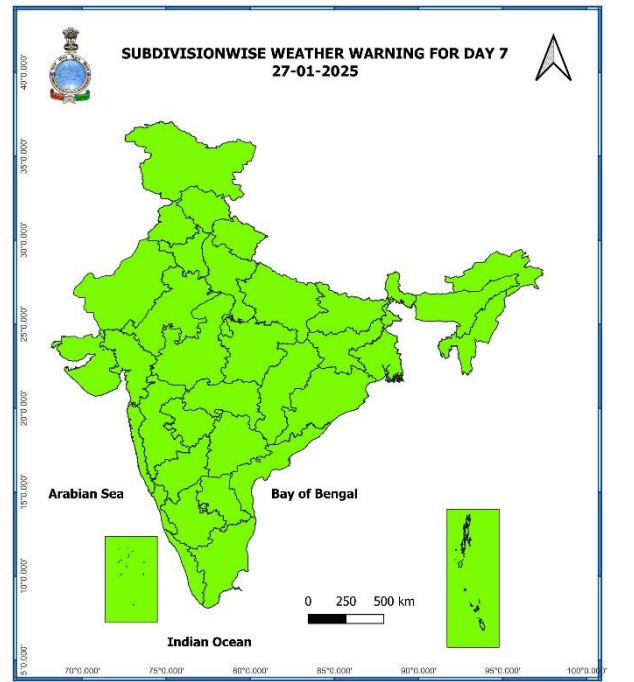 SUBDIVISIONWISE WEATHER WARNING FOR DAY 7
27-01-2025
40°0.000'
35°0.000'
30°0.000'
25°0.000'
20°0.000'
15°0.000'
10°0.000'
5°0.000'
Arabian Sea
Bay of Bengal
0 250 500 km
Indian Ocean
70°0.000' 75°0.000' 80°0.000' 85°0.000' 90°0.000' 95°0.000' 100°0.000'